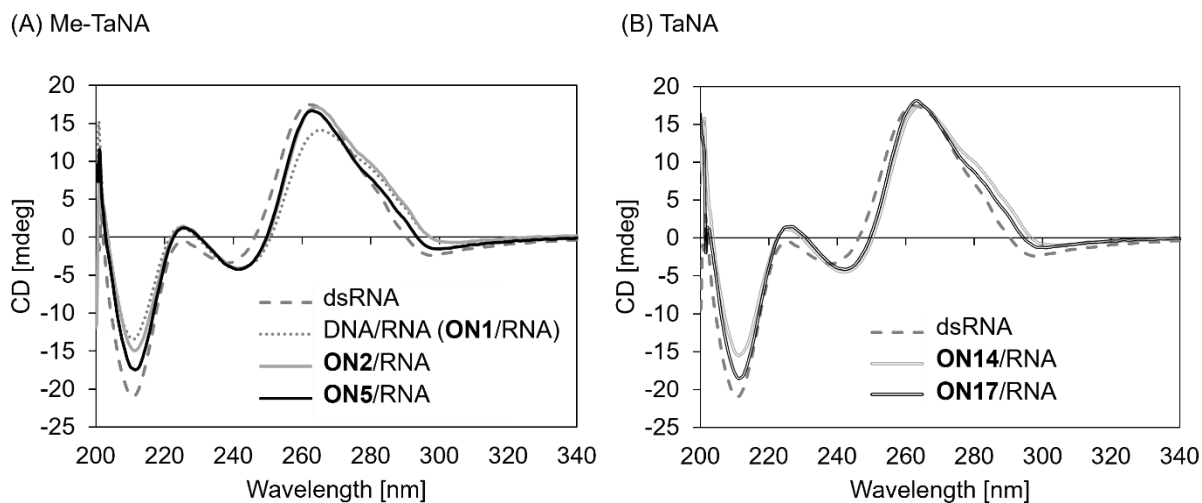 (A) Me-TaNA
20
15
10
5
0
-5
-10
-15
-20
-25
CD [mdeg]
dsRNA
DNA/RNA (ON1/RNA)
ON2/RNA
ON5/RNA
200 220 240 260 280 300 320 340
Wavelength [nm]
(B) TaNA
20
15
10
5
0
-5
-10
-15
-20
-25
CD [mdeg]
dsRNA
ON14/RNA
ON17/RNA
200 220 240 260 280 300 320 340
Wavelength [nm]